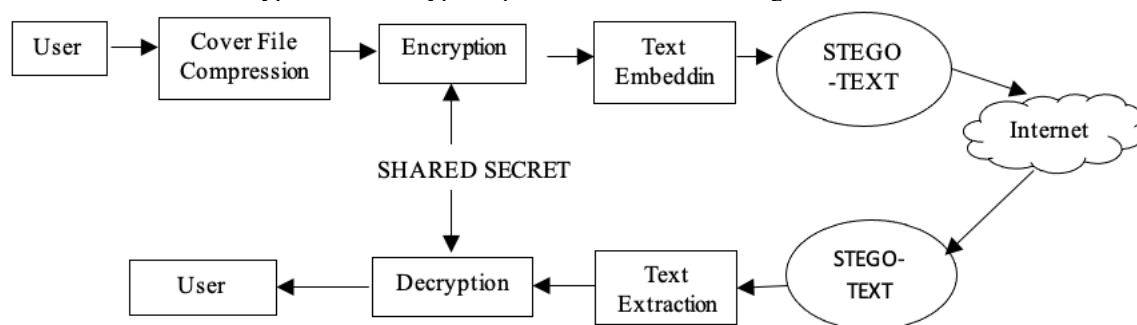 User
Cover File
Compression
Encryption
Text
Embeddin
STEGO
-TEXT
Internet
SHARED SECRET
User
Decryption
Text
Extraction
STEGO-
TEXT